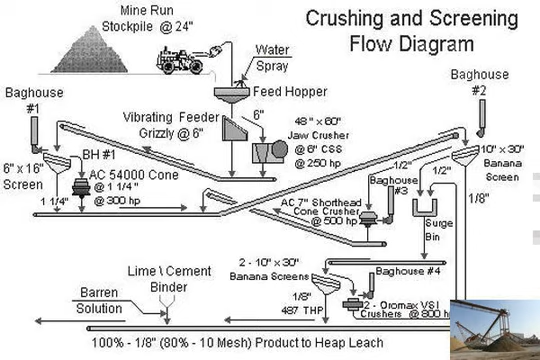 Crushing and Screening
Flow Diagram
Mine Run
Stockpile @ 24"
Water
Spray
Feed Hopper
Baghouse
#1
Baghouse
#2
Vibrating Feeder
Grizzly @ 6"
6"
48" x 60"
Jaw Crusher
@ 6" CSS
@ 250 hp
BH #1
6" x 16"
Screen
AC 54000 Cone
@ 1 1/4"
@ 300 hp
1 1/4"
10" x 30"
Banana
Screen
1/2"
Baghouse
#3
1/2"
1/8"
AC 7" Shorthead
Cone Crusher
@ 500 hp
Surge
Bin
2 - 10" x 30"
Banana Screens
Baghouse #4
Lime \ Cement
Binder
1/8"
487 THP
2 - Oromax VSI
Crushers @ 800 hp
Barren
Solution
100% - 1/8" (80% - 10 Mesh) Product to Heap Leach